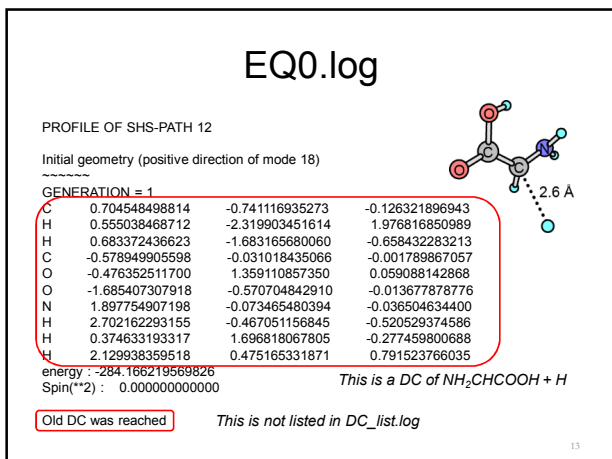 EQ0.log
PROFILE OF SHS-PATH 12
Initial geometry (positive direction of mode 18)
~~~~~~
GENERATION = 1
C 0.704548498814 -0.741116935273 -0.126321896943
H 0.555038468712 -2.319903451614 1.976816850989
H 0.683372436623 -1.683165680060 -0.658432283213
C -0.578949905598 -0.031018435066 -0.001789867057
O -0.476352511700 1.359110857350 0.059088142868
O -1.685407307918 -0.570704842910 -0.013677878776
N 1.897754907198 -0.073465480394 -0.036504634400
H 2.702162293155 -0.467051156845 -0.520529374586
H 0.374633193317 1.696818067805 -0.277459800688
H 2.129938359518 0.475165331871 0.791523766035
energy : -284.166219569826
Spin(**2) : 0.000000000000
This is a DC of NH₂CHCOOH + H
Old DC was reached
This is not listed in DC_list.log
O
C
N
O
C
2.6 Å
13